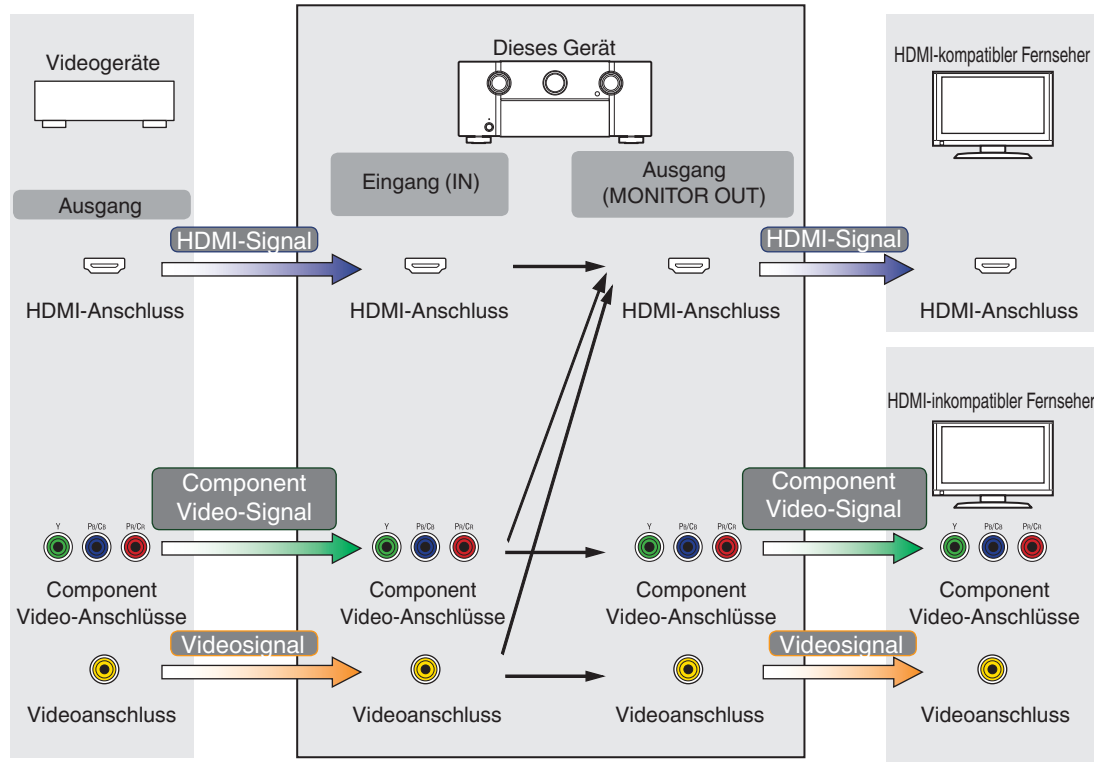 Videogeräte
Dieses Gerät
HDMI-kompatibler Fernseher
Ausgang
Eingang (IN)
Ausgang
(MONITOR OUT)
HDMI-Signal
HDMI-Signal
HDMI-Anschluss
HDMI-Anschluss
HDMI-Anschluss
HDMI-Anschluss
HDMI-inkompatibler Fernseher
Component
Video-Signal
Component
Video-Signal
Y PB/CB PR/CR
Y PB/CB PR/CR
Y PB/CB PR/CR
Y PB/CB PR/CR
Component
Video-Anschlüsse
Component
Video-Anschlüsse
Component
Video-Anschlüsse
Component
Video-Anschlüsse
Videosignal
Videosignal
Videoanschluss
Videoanschluss
Videoanschluss
Videoanschluss